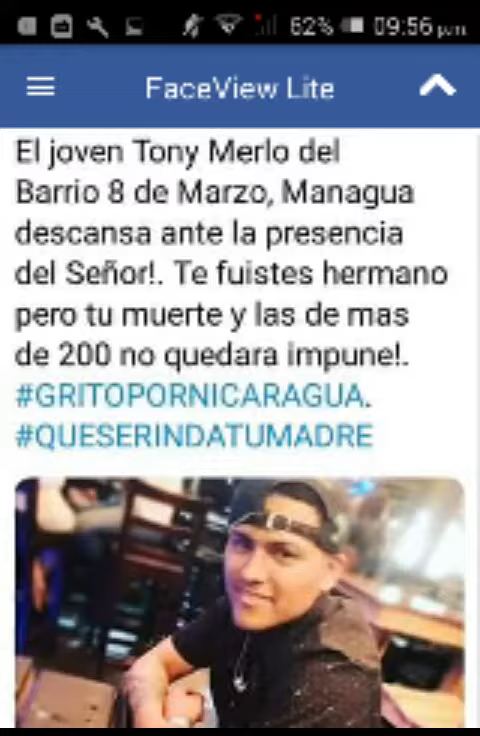 62% 09:56 p.m.
FaceView Lite
El joven Tony Merlo del
Barrio 8 de Marzo, Managua
descansa ante la presencia
del Señor!. Te fuistes hermano
pero tu muerte y las de mas
de 200 no quedara impune!.
#GRITOPORNICARAGUA.
#QUESERINDATUMADRE